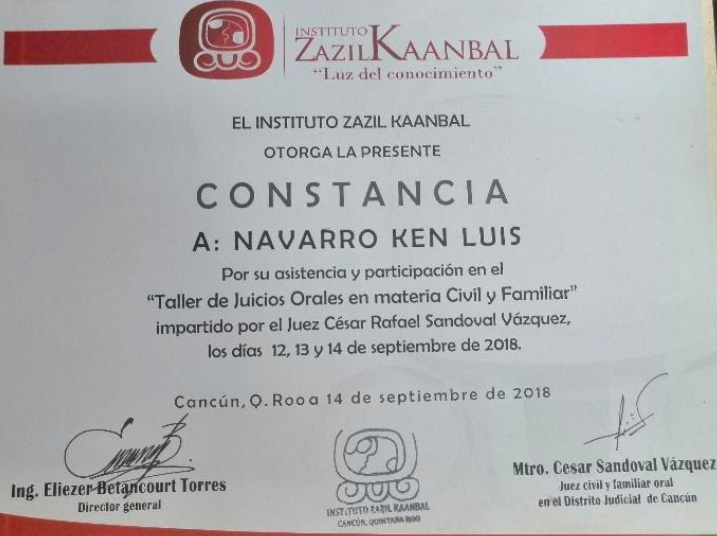 INSTITUTO
ZAZIL KAANBAL
"Luz del conocimiento"
EL INSTITUTO ZAZIL KAANBAL
OTORGA LA PRESENTE
CONSTANCIA
A: NAVARRO KEN LUIS
Por su asistencia y participación en el
"Taller de Juicios Orales en materia Civil y Familiar"
impartido por el Juez César Rafael Sandoval Vázquez,
los días 12, 13 y 14 de septiembre de 2018.
Cancún, Q. Roo a 14 de septiembre de 2018
Ing. Eliezer Betancourt Torres
Director general
INSTITUTO ZAZIL KAANBAL
CANCÚN, QUINTANA ROO
Mtro. Cesar Sandoval Vázquez
Juez civil y familiar oral
en el Distrito Judicial de Cancún